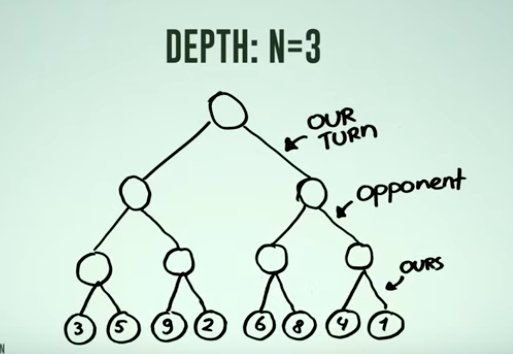 DEPTH: N=3
OUR
TURN
OPPONENT
OURS
3 5 9 2 6 8 4 1
N